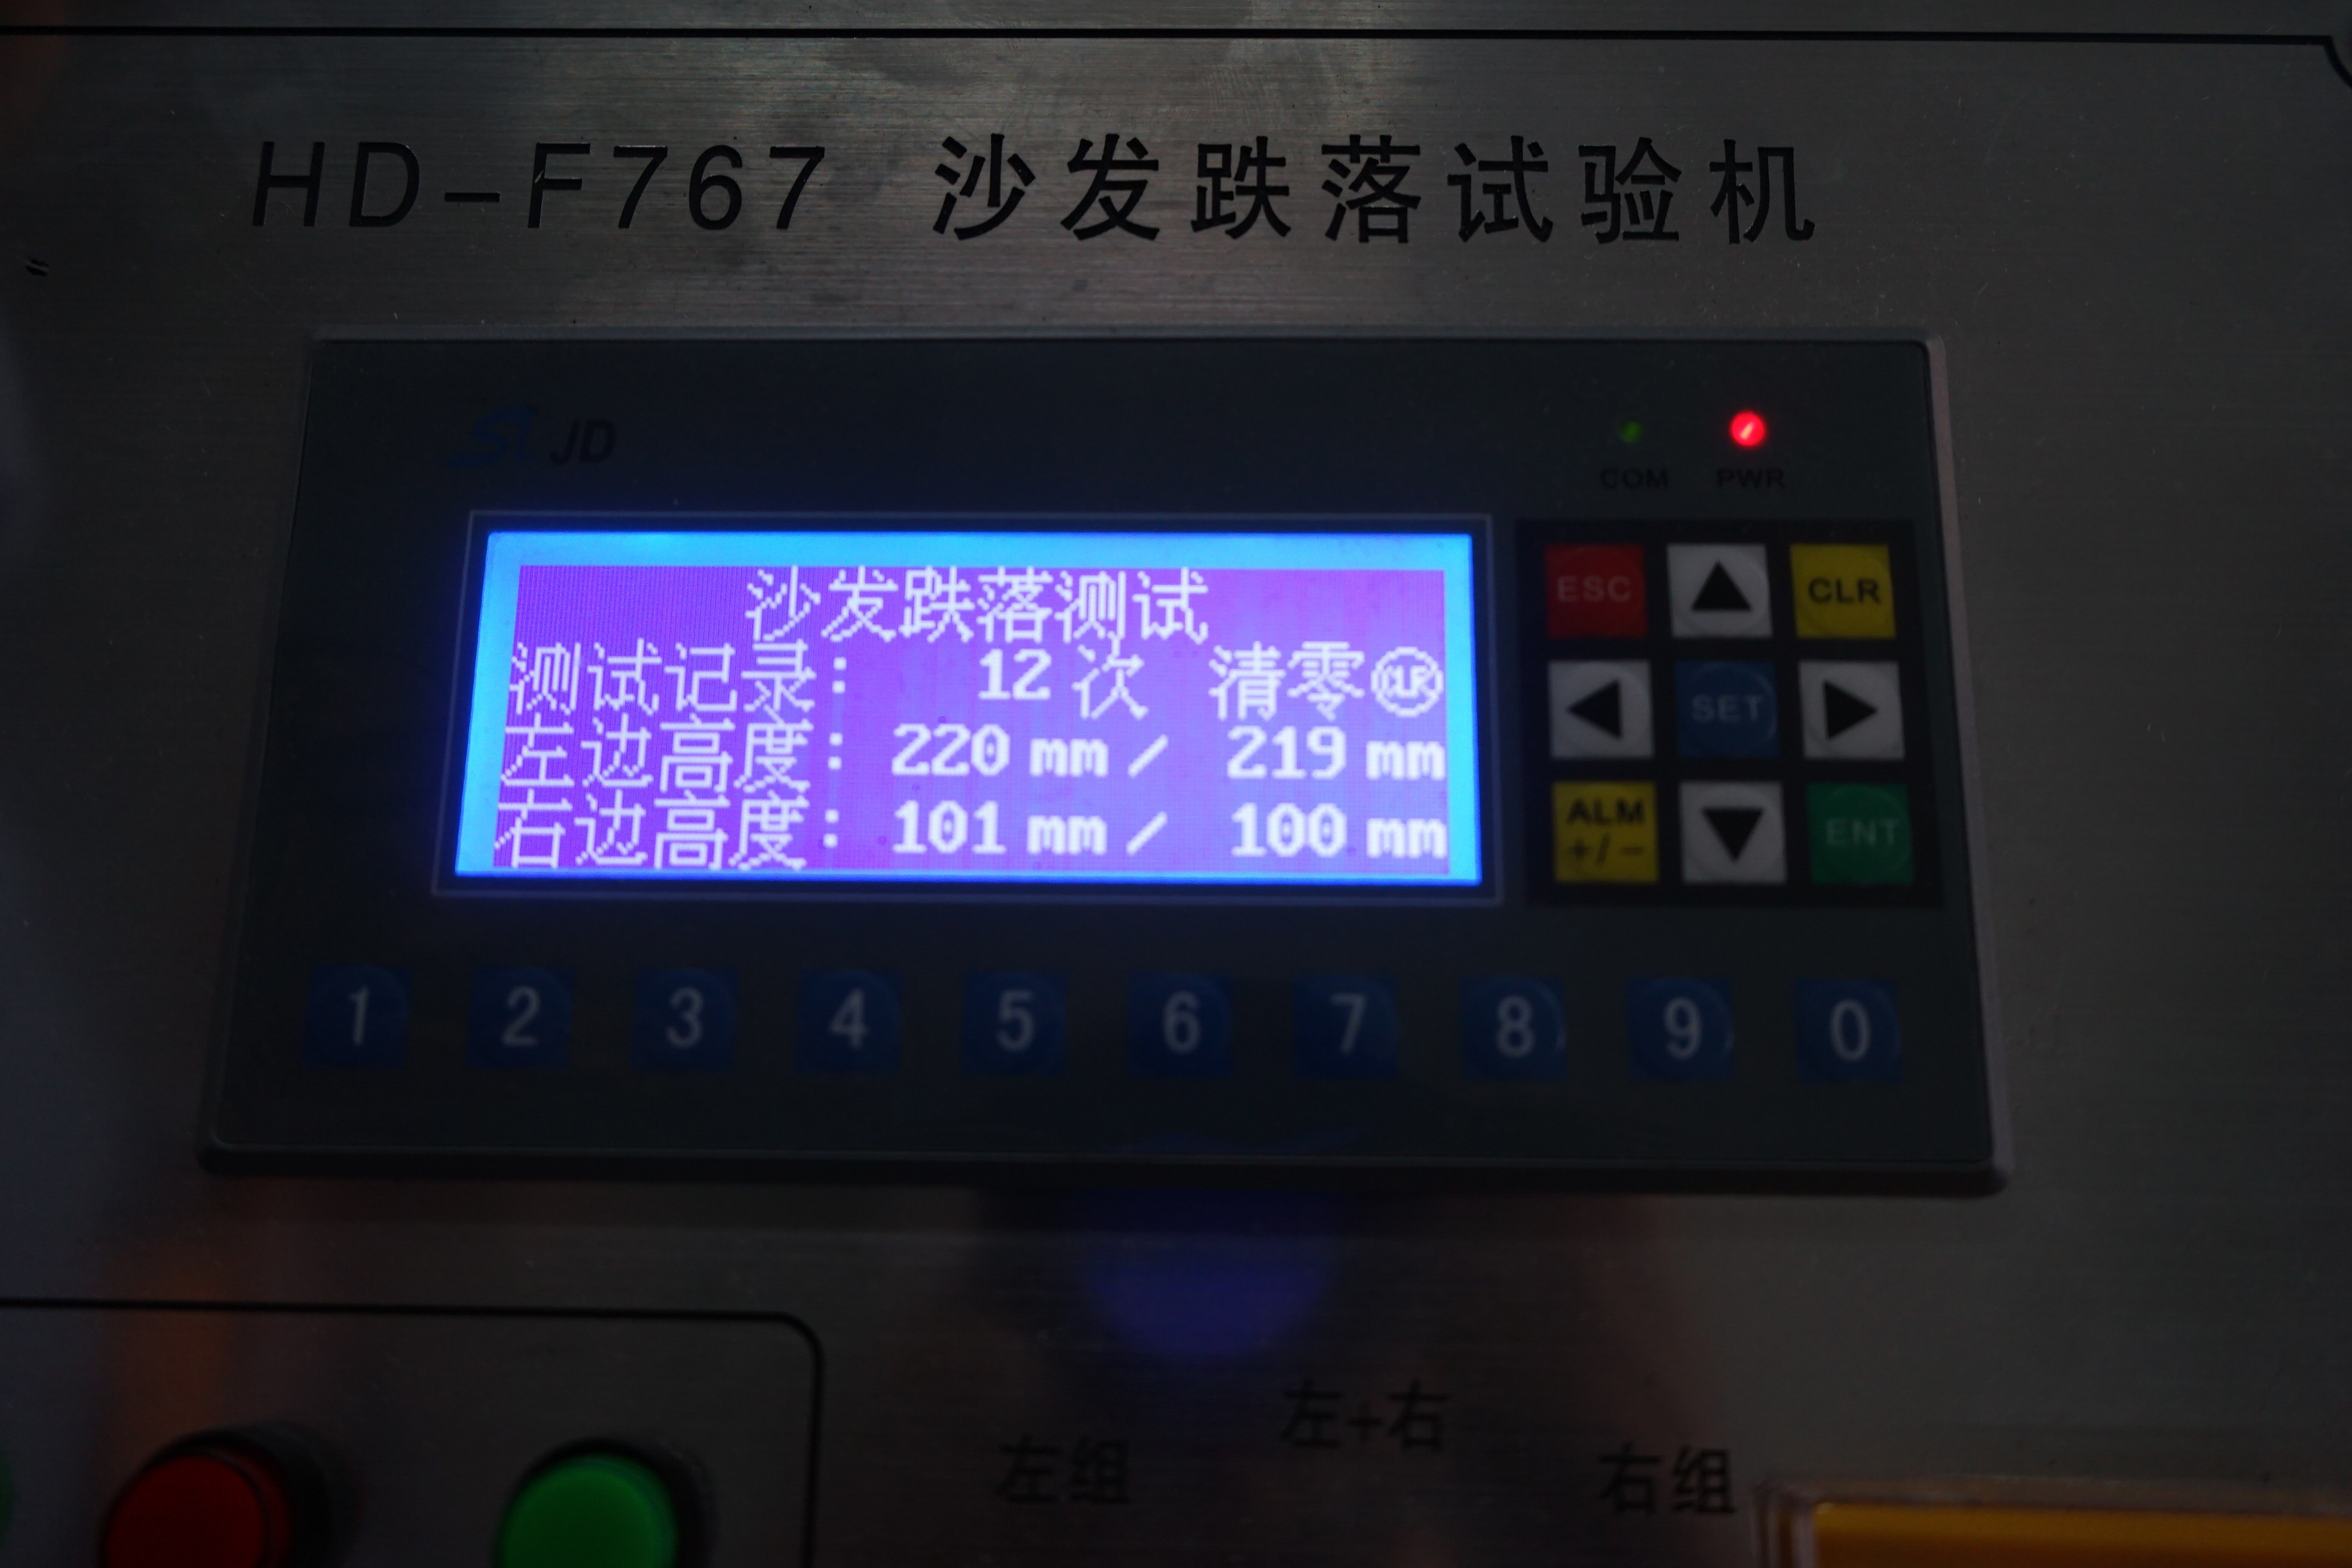 HD-F767 沙发跌落试验机
JD
COM PWR
沙发跌落测试
测试记录: 12 次 清零 CLR
左边高度: 220 mm / 219 mm
右边高度: 101 mm / 100 mm
ESC CLR
SET
ALM +/- ENT
1 2 3 4 5 6 7 8 9 0
左组 左+右 右组